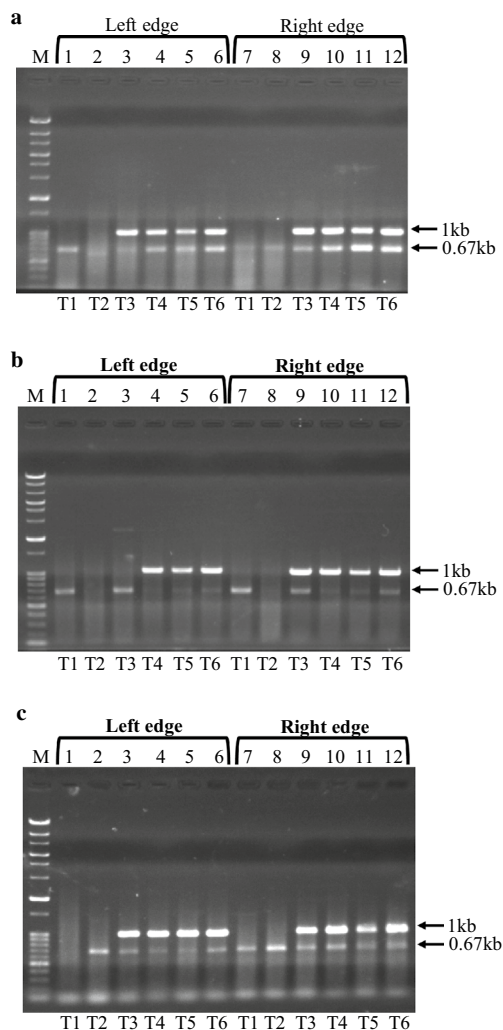 a
Left edge Right edge
M 1 2 3 4 5 6 7 8 9 10 11 12
1kb
0.67kb
T1 T2 T3 T4 T5 T6 T1 T2 T3 T4 T5 T6
b
Left edge Right edge
M 1 2 3 4 5 6 7 8 9 10 11 12
1kb
0.67kb
T1 T2 T3 T4 T5 T6 T1 T2 T3 T4 T5 T6
c
Left edge Right edge
M 1 2 3 4 5 6 7 8 9 10 11 12
1kb
0.67kb
T1 T2 T3 T4 T5 T6 T1 T2 T3 T4 T5 T6